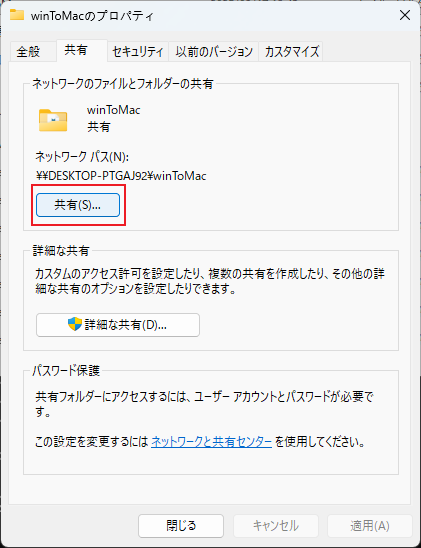 winToMacのプロパティ
全般 共有 セキュリティ 以前のバージョン カスタマイズ
ネットワークのファイルとフォルダーの共有
winToMac
共有
ネットワーク パス(N):
¥¥DESKTOP-PTGAJ92¥winToMac
共有(S)...
詳細な共有
カスタムのアクセス許可を設定したり、複数の共有を作成したり、その他の詳
細な共有のオプションを設定したりできます。
詳細な共有(D)...
パスワード保護
共有フォルダーにアクセスするには、ユーザー アカウントとパスワードが必要で
す。
この設定を変更するには ネットワークと共有センター を使用してください。
閉じる キャンセル 適用(A)